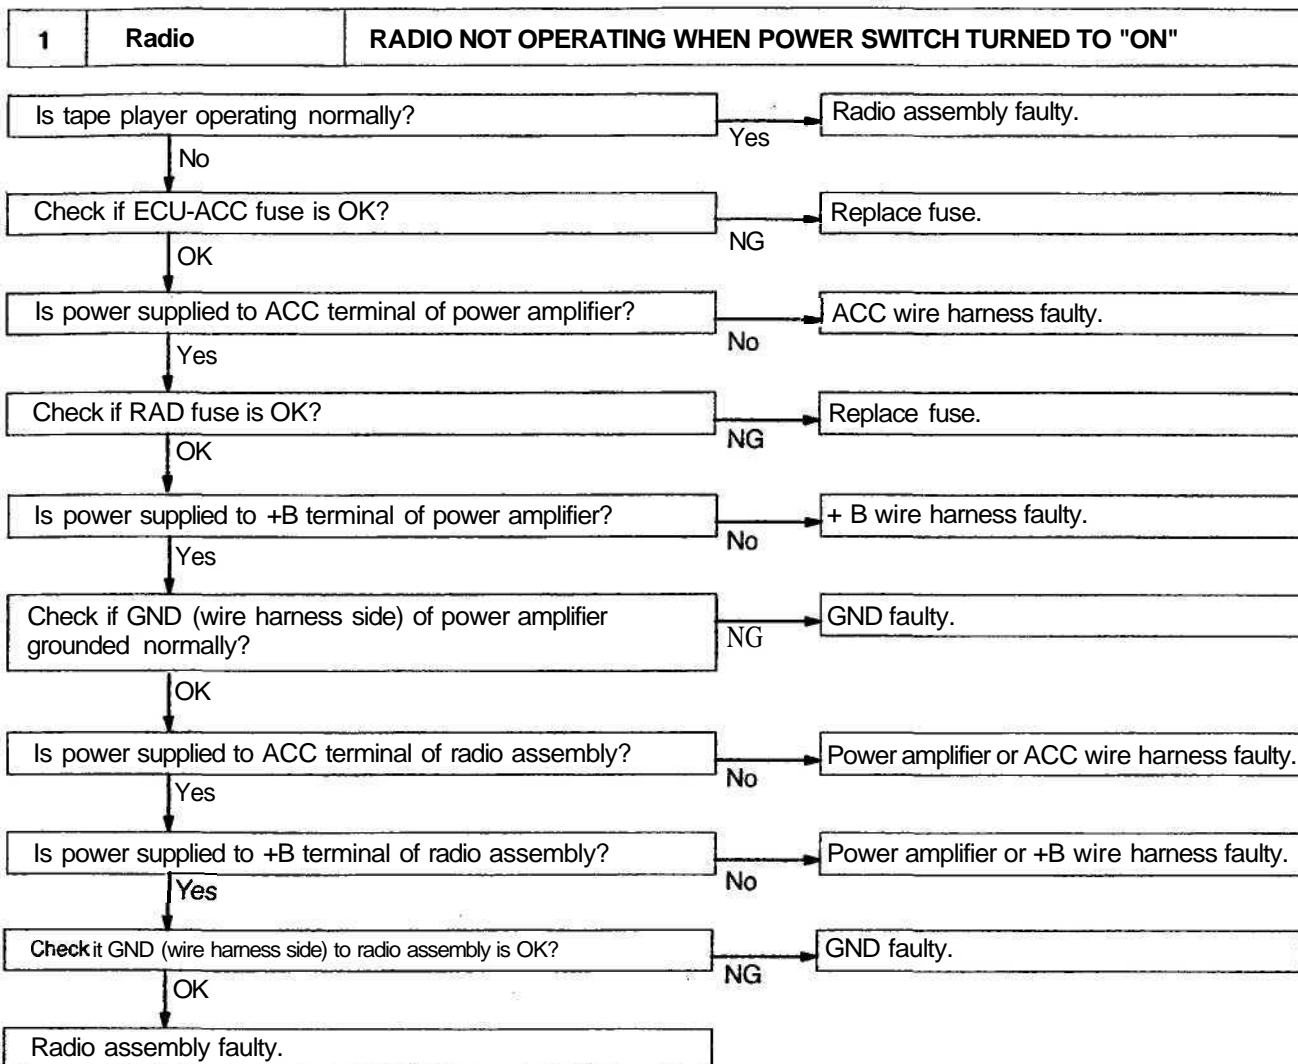 1 Radio RADIO NOT OPERATING WHEN POWER SWITCH TURNED TO "ON"
Is tape player operating normally?
Yes
Radio assembly faulty.
No
Check if ECU-ACC fuse is OK?
NG
Replace fuse.
OK
Is power supplied to ACC terminal of power amplifier?
No
ACC wire harness faulty.
Yes
Check if RAD fuse is OK?
NG
Replace fuse.
OK
Is power supplied to +B terminal of power amplifier?
No
+ B wire harness faulty.
Yes
Check if GND (wire harness side) of power amplifier
grounded normally?
NG
GND faulty.
OK
Is power supplied to ACC terminal of radio assembly?
No
Power amplifier or ACC wire harness faulty.
Yes
Is power supplied to +B terminal of radio assembly?
No
Power amplifier or +B wire harness faulty.
Yes
Check it GND (wire harness side) to radio assembly is OK?
NG
GND faulty.
OK
Radio assembly faulty.